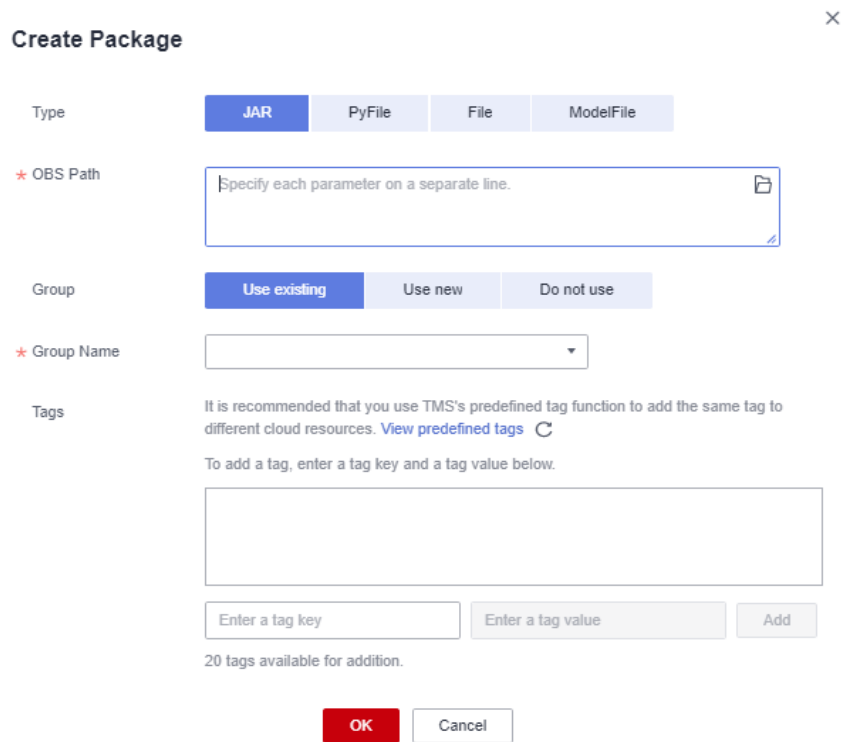 Create Package
Type
JAR
PyFile
File
ModelFile
* OBS Path
Specify each parameter on a separate line.
Group
Use existing
Use new
Do not use
* Group Name
Tags
It is recommended that you use TMS's predefined tag function to add the same tag to
different cloud resources. View predefined tags
To add a tag, enter a tag key and a tag value below.
Enter a tag key
Enter a tag value
Add
20 tags available for addition.
OK
Cancel